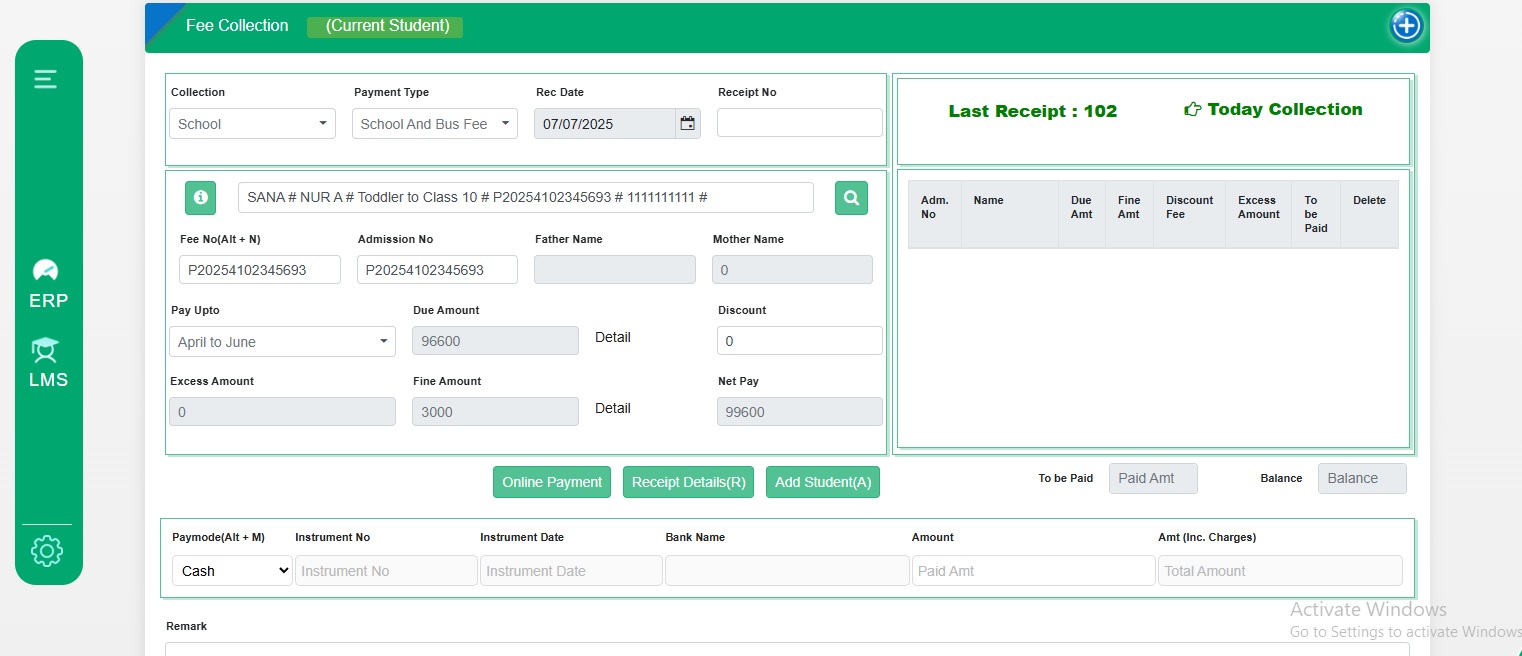 Fee Collection (Current Student)
ERP
LMS
Collection Payment Type Rec Date Receipt No
School School And Bus Fee 07/07/2025
Last Receipt : 102 Today Collection
SANA # NUR A # Toddler to Class 10 # P20254102345693 # 1111111111 #
Fee No(Alt + N) Admission No Father Name Mother Name
P20254102345693 P20254102345693 0
Pay Upto Due Amount Discount
April to June 96600 Detail 0
Excess Amount Fine Amount Net Pay
0 3000 Detail 99600
Adm. No Name Due Amt Fine Amt Discount Fee Excess Amount To be Paid Delete
Online Payment Receipt Details(R) Add Student(A)
To be Paid Paid Amt Balance Balance
Paymode(Alt + M) Instrument No Instrument Date Bank Name Amount Amt (Inc. Charges)
Cash Instrument No Instrument Date Paid Amt Total Amount
Remark
Activate Windows
Go to Settings to activate Windows